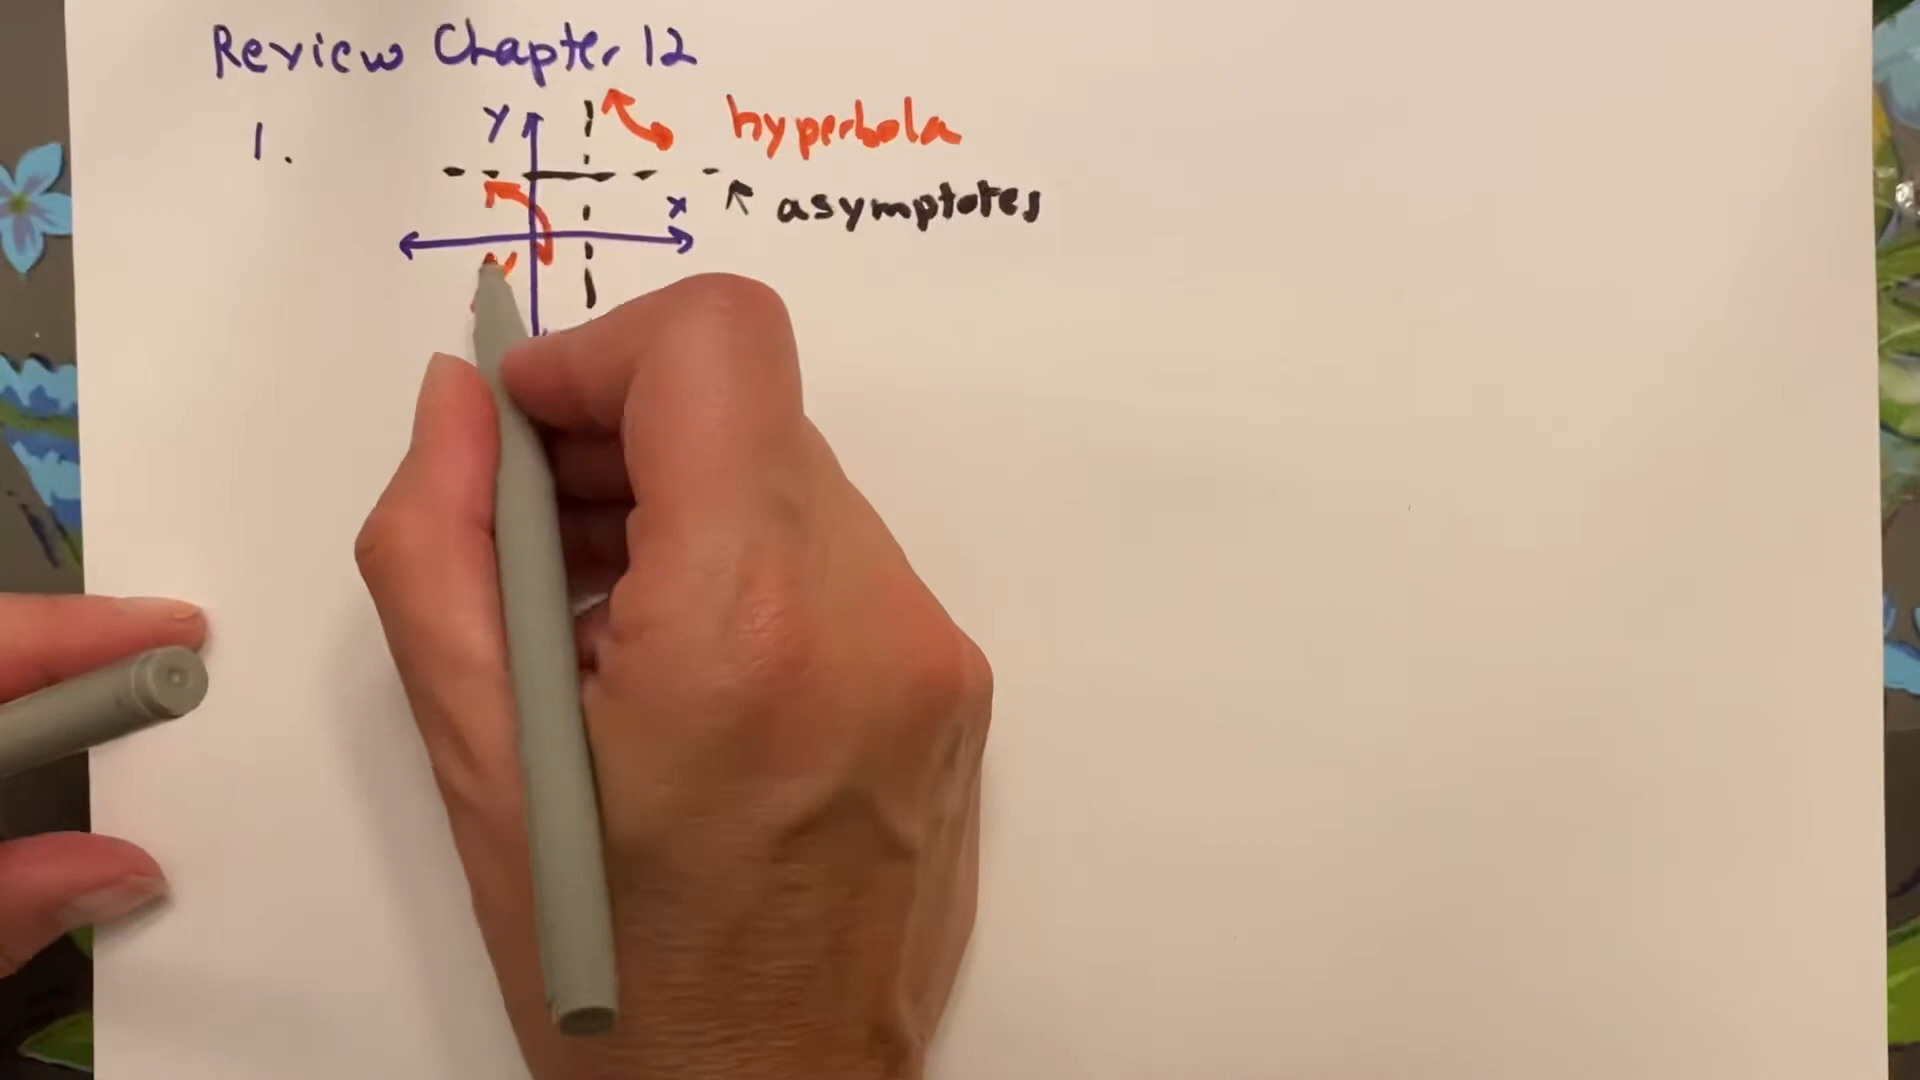 Review Chapter 12
1.
y
hyperbola
x
asymptotes